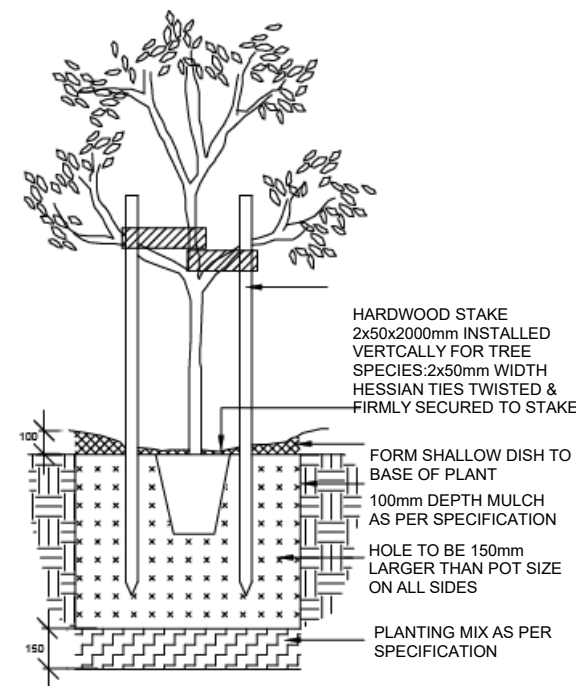 HARDWOOD STAKE
2x50x2000mm INSTALLED
VERTCALLY FOR TREE
SPECIES:2x50mm WIDTH
HESSIAN TIES TWISTED &
FIRMLY SECURED TO STAKE
100
FORM SHALLOW DISH TO
BASE OF PLANT
100mm DEPTH MULCH
AS PER SPECIFICATION
HOLE TO BE 150mm
LARGER THAN POT SIZE
ON ALL SIDES
PLANTING MIX AS PER
SPECIFICATION
150